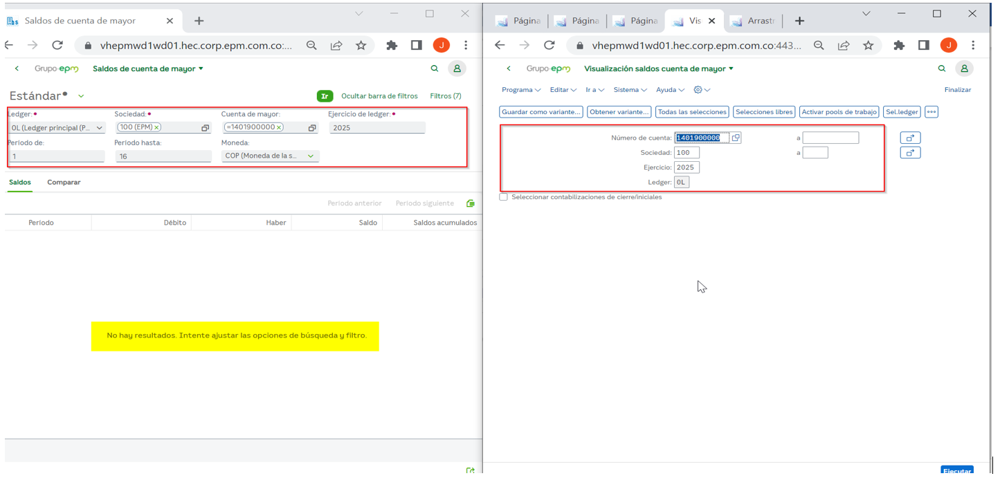 Saldos de cuenta de mayor
vhepmwd1wd01.hec.corp.epm.com.co:...
J
Grupo·epm
Saldos de cuenta de mayor
Estándar
Ir
Ocultar barra de filtros
Filtros (7)
Ledger:
Sociedad:
Cuenta de mayor:
Ejercicio de ledger:
0L (Ledger principal (P...
100 (EPM)
=1401900000
2025
Periodo de:
Periodo hasta:
Moneda:
1
16
COP (Moneda de la s...
Saldos
Comparar
Periodo anterior
Periodo siguiente
Periodo
Débito
Haber
Saldo
Saldos acumulados
No hay resultados. Intente ajustar las opciones de búsqueda y filtro.
Página
Página
Página
Vis
Arrastr
vhepmwd1wd01.hec.corp.epm.com.co:443...
J
Grupo·epm
Visualización saldos cuenta de mayor
Programa
Editar
Ir a
Sistema
Ayuda
Finalizar
Guardar como variante...
Obtener variante...
Todas las selecciones
Selecciones libres
Activar pools de trabajo
Sel.ledger
Número de cuenta: 1401900000
a
Sociedad: 100
a
Ejercicio: 2025
Ledger: 0L
Seleccionar contabilizaciones de cierre/iniciales
Ejecutar